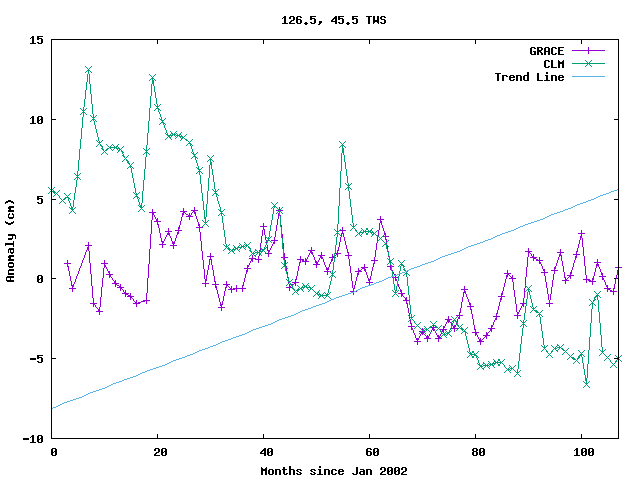 126.5, 45.5 TWS
GRACE
CLM
Trend Line
15
10
5
0
-5
-10
Anomaly (cm)
0 20 40 60 80 100
Months since Jan 2002